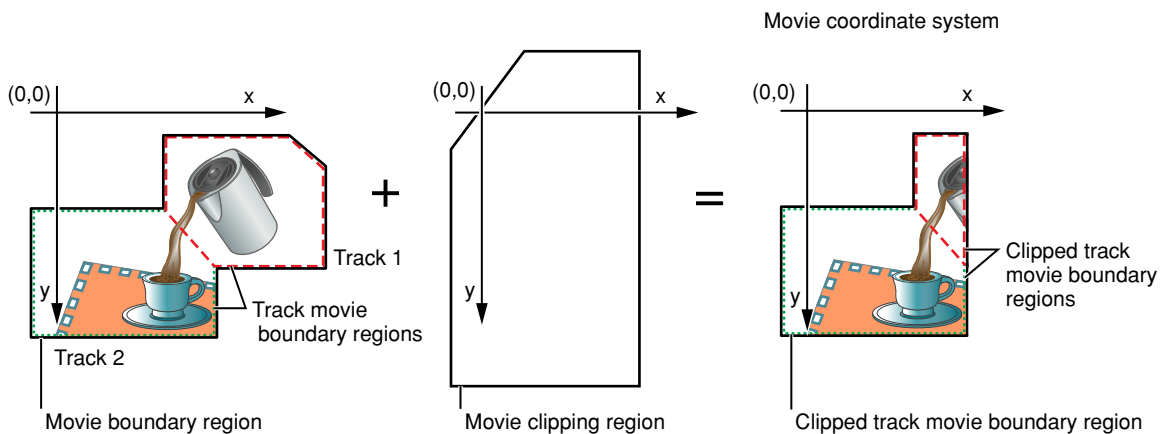 Movie coordinate system
(0,0)
x
y
Track 1
Track movie
boundary regions
Track 2
Movie boundary region
+
(0,0)
x
y
Movie clipping region
=
(0,0)
x
y
Clipped track
movie boundary
regions
Clipped track movie boundary region